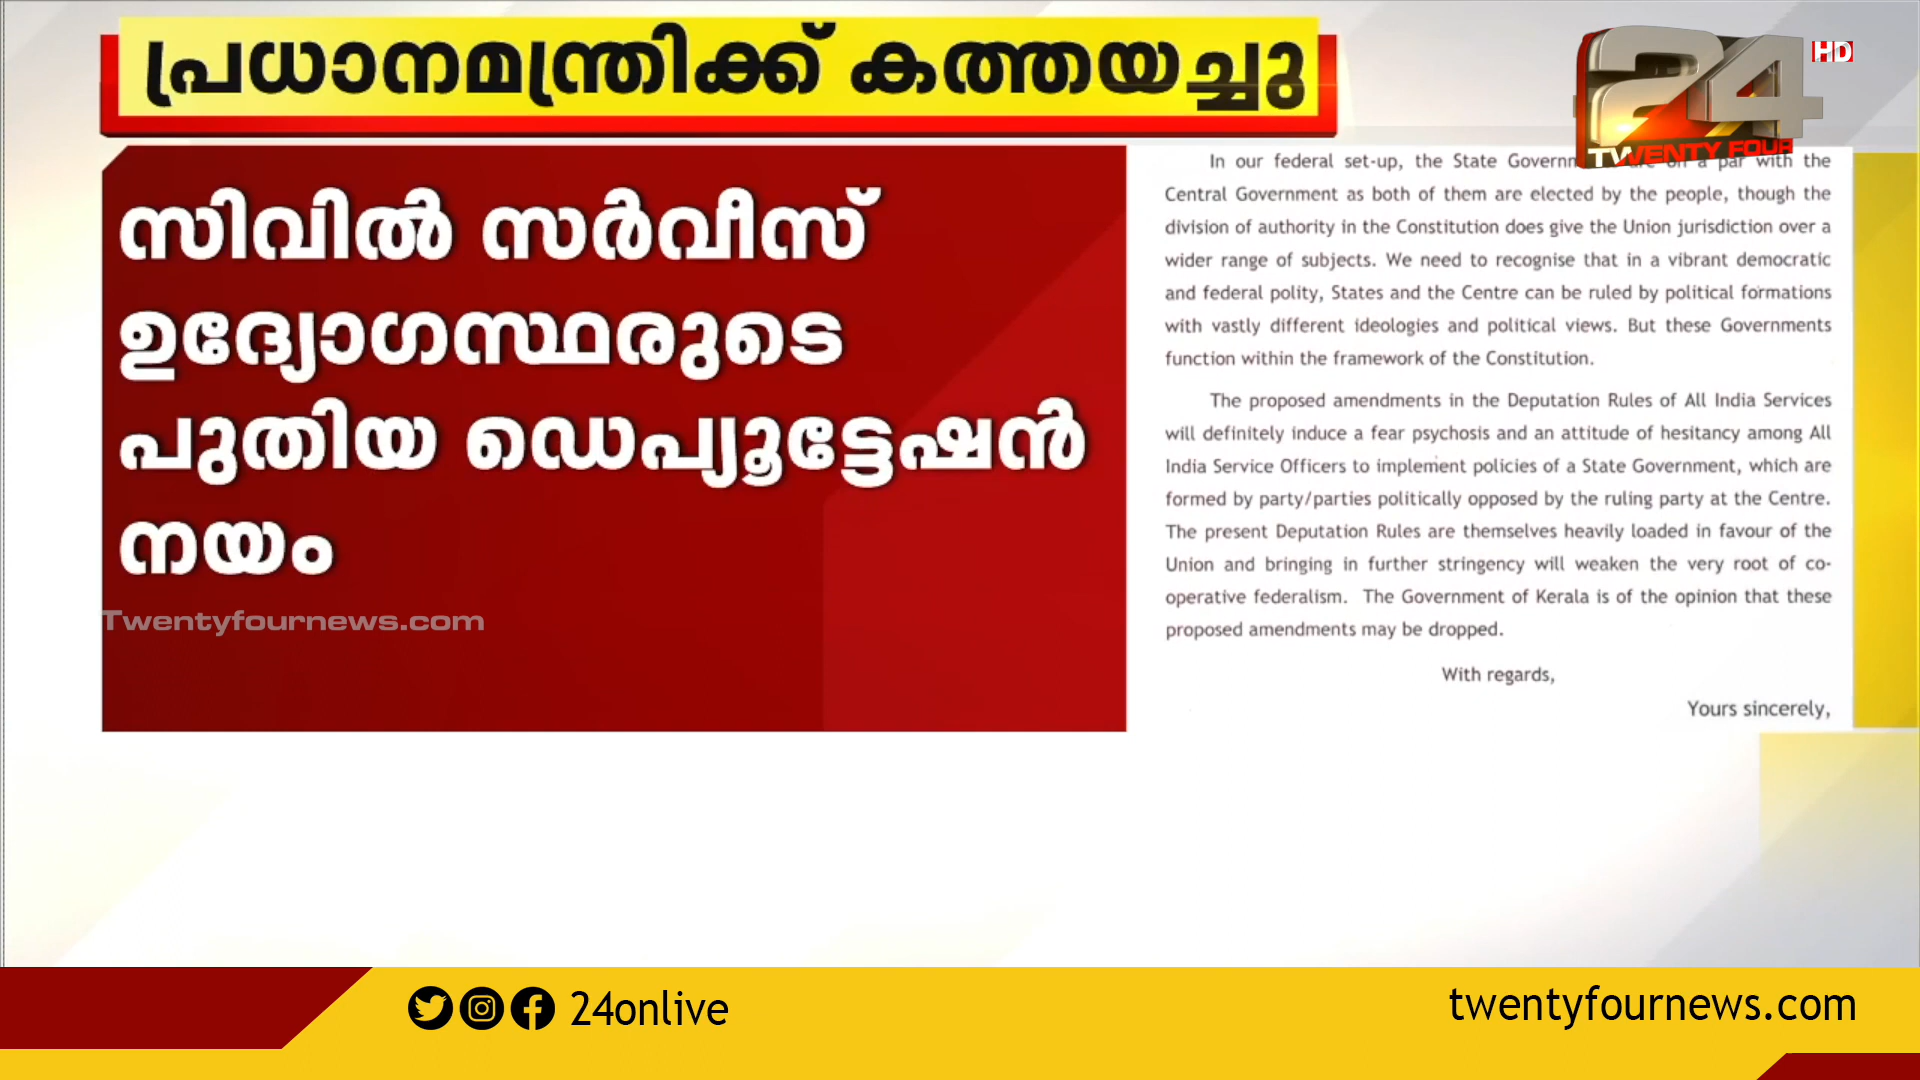 പ്രധാനമന്ത്രിക്ക് കത്തയച്ചു
24
HD
TWENTY FOUR
സിവിൽ സർവീസ്
ഉദ്യോഗസ്ഥരുടെ
പുതിയ ഡെപ്യൂട്ടേഷൻ
നയം
Twentyfournews.com
In our federal set-up, the State on a par with the
Central Government as both of them are elected by the people, though the
division of authority in the Constitution does give the Union jurisdiction over a
wider range of subjects. We need to recognise that in a vibrant democratic
and federal polity, States and the Centre can be ruled by political formations
with vastly different ideologies and political views. But these Governments
function within the framework of the Constitution.
The proposed amendments in the Deputation Rules of All India Services
will definitely induce a fear psychosis and an attitude of hesitancy among All
India Service Officers to implement policies of a State Government, which are
formed by party/parties politically opposed by the ruling party at the Centre.
The present Deputation Rules are themselves heavily loaded in favour of the
Union and bringing in further stringency will weaken the very root of co-
operative federalism. The Government of Kerala is of the opinion that these
proposed amendments may be dropped.
With regards,
Yours sincerely,
24onlive
twentyfournews.com